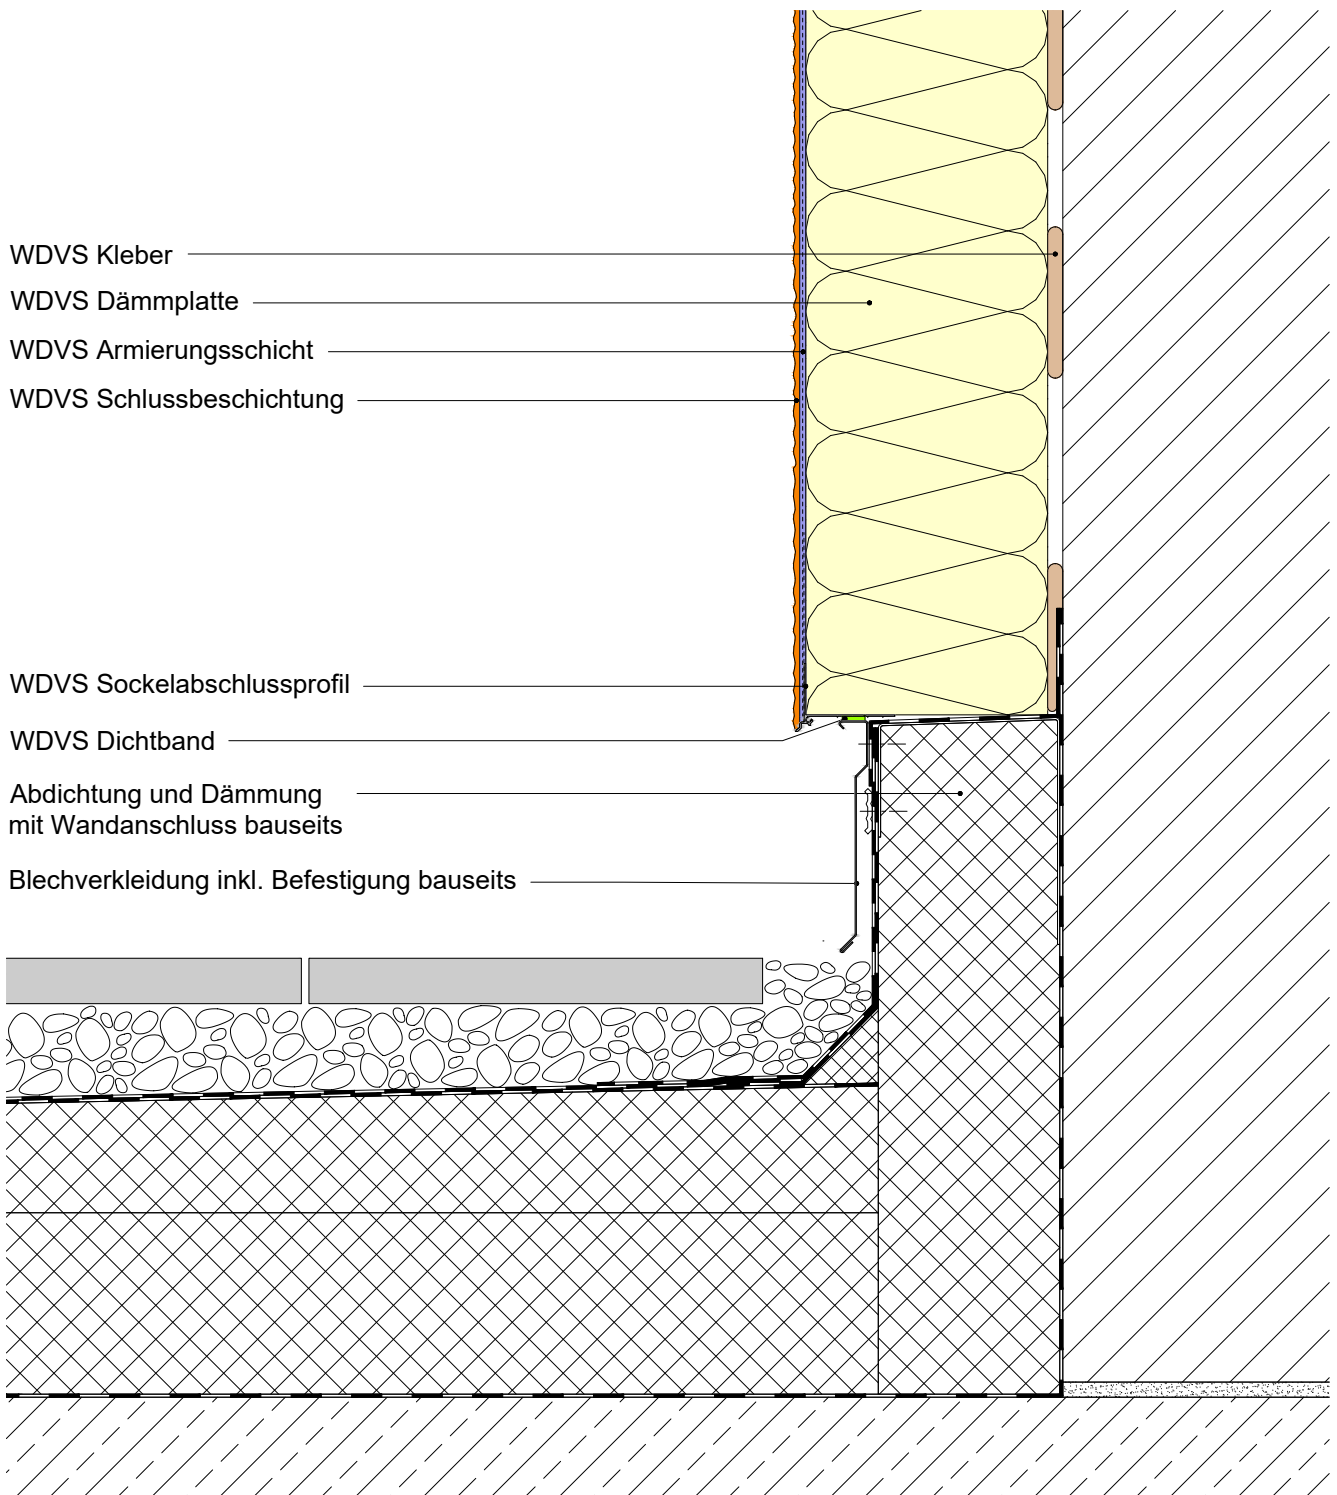 WDVS Kleber
WDVS Dämmplatte
WDVS Armierungsschicht
WDVS Schlussbeschichtung
WDVS Sockelabschlussprofil
WDVS Dichtband
Abdichtung und Dämmung
mit Wandanschluss bauseits
Blechverkleidung inkl. Befestigung bauseits